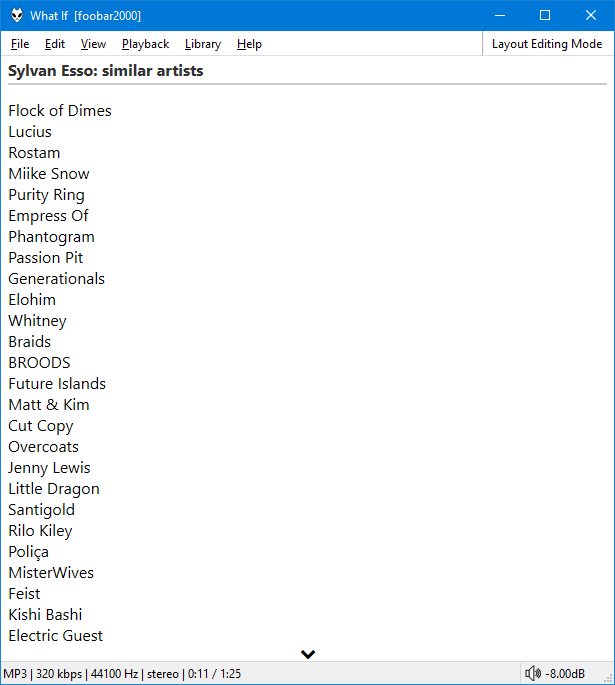 What If [foobar2000]
File Edit View Playback Library Help Layout Editing Mode
Sylvan Esso: similar artists
Flock of Dimes
Lucius
Rostam
Miike Snow
Purity Ring
Empress Of
Phantogram
Passion Pit
Generationals
Elohim
Whitney
Braids
BROODS
Future Islands
Matt & Kim
Cut Copy
Overcoats
Jenny Lewis
Little Dragon
Santigold
Rilo Kiley
Poliça
MisterWives
Feist
Kishi Bashi
Electric Guest
MP3 | 320 kbps | 44100 Hz | stereo | 0:11 / 1:25 -8.00dB